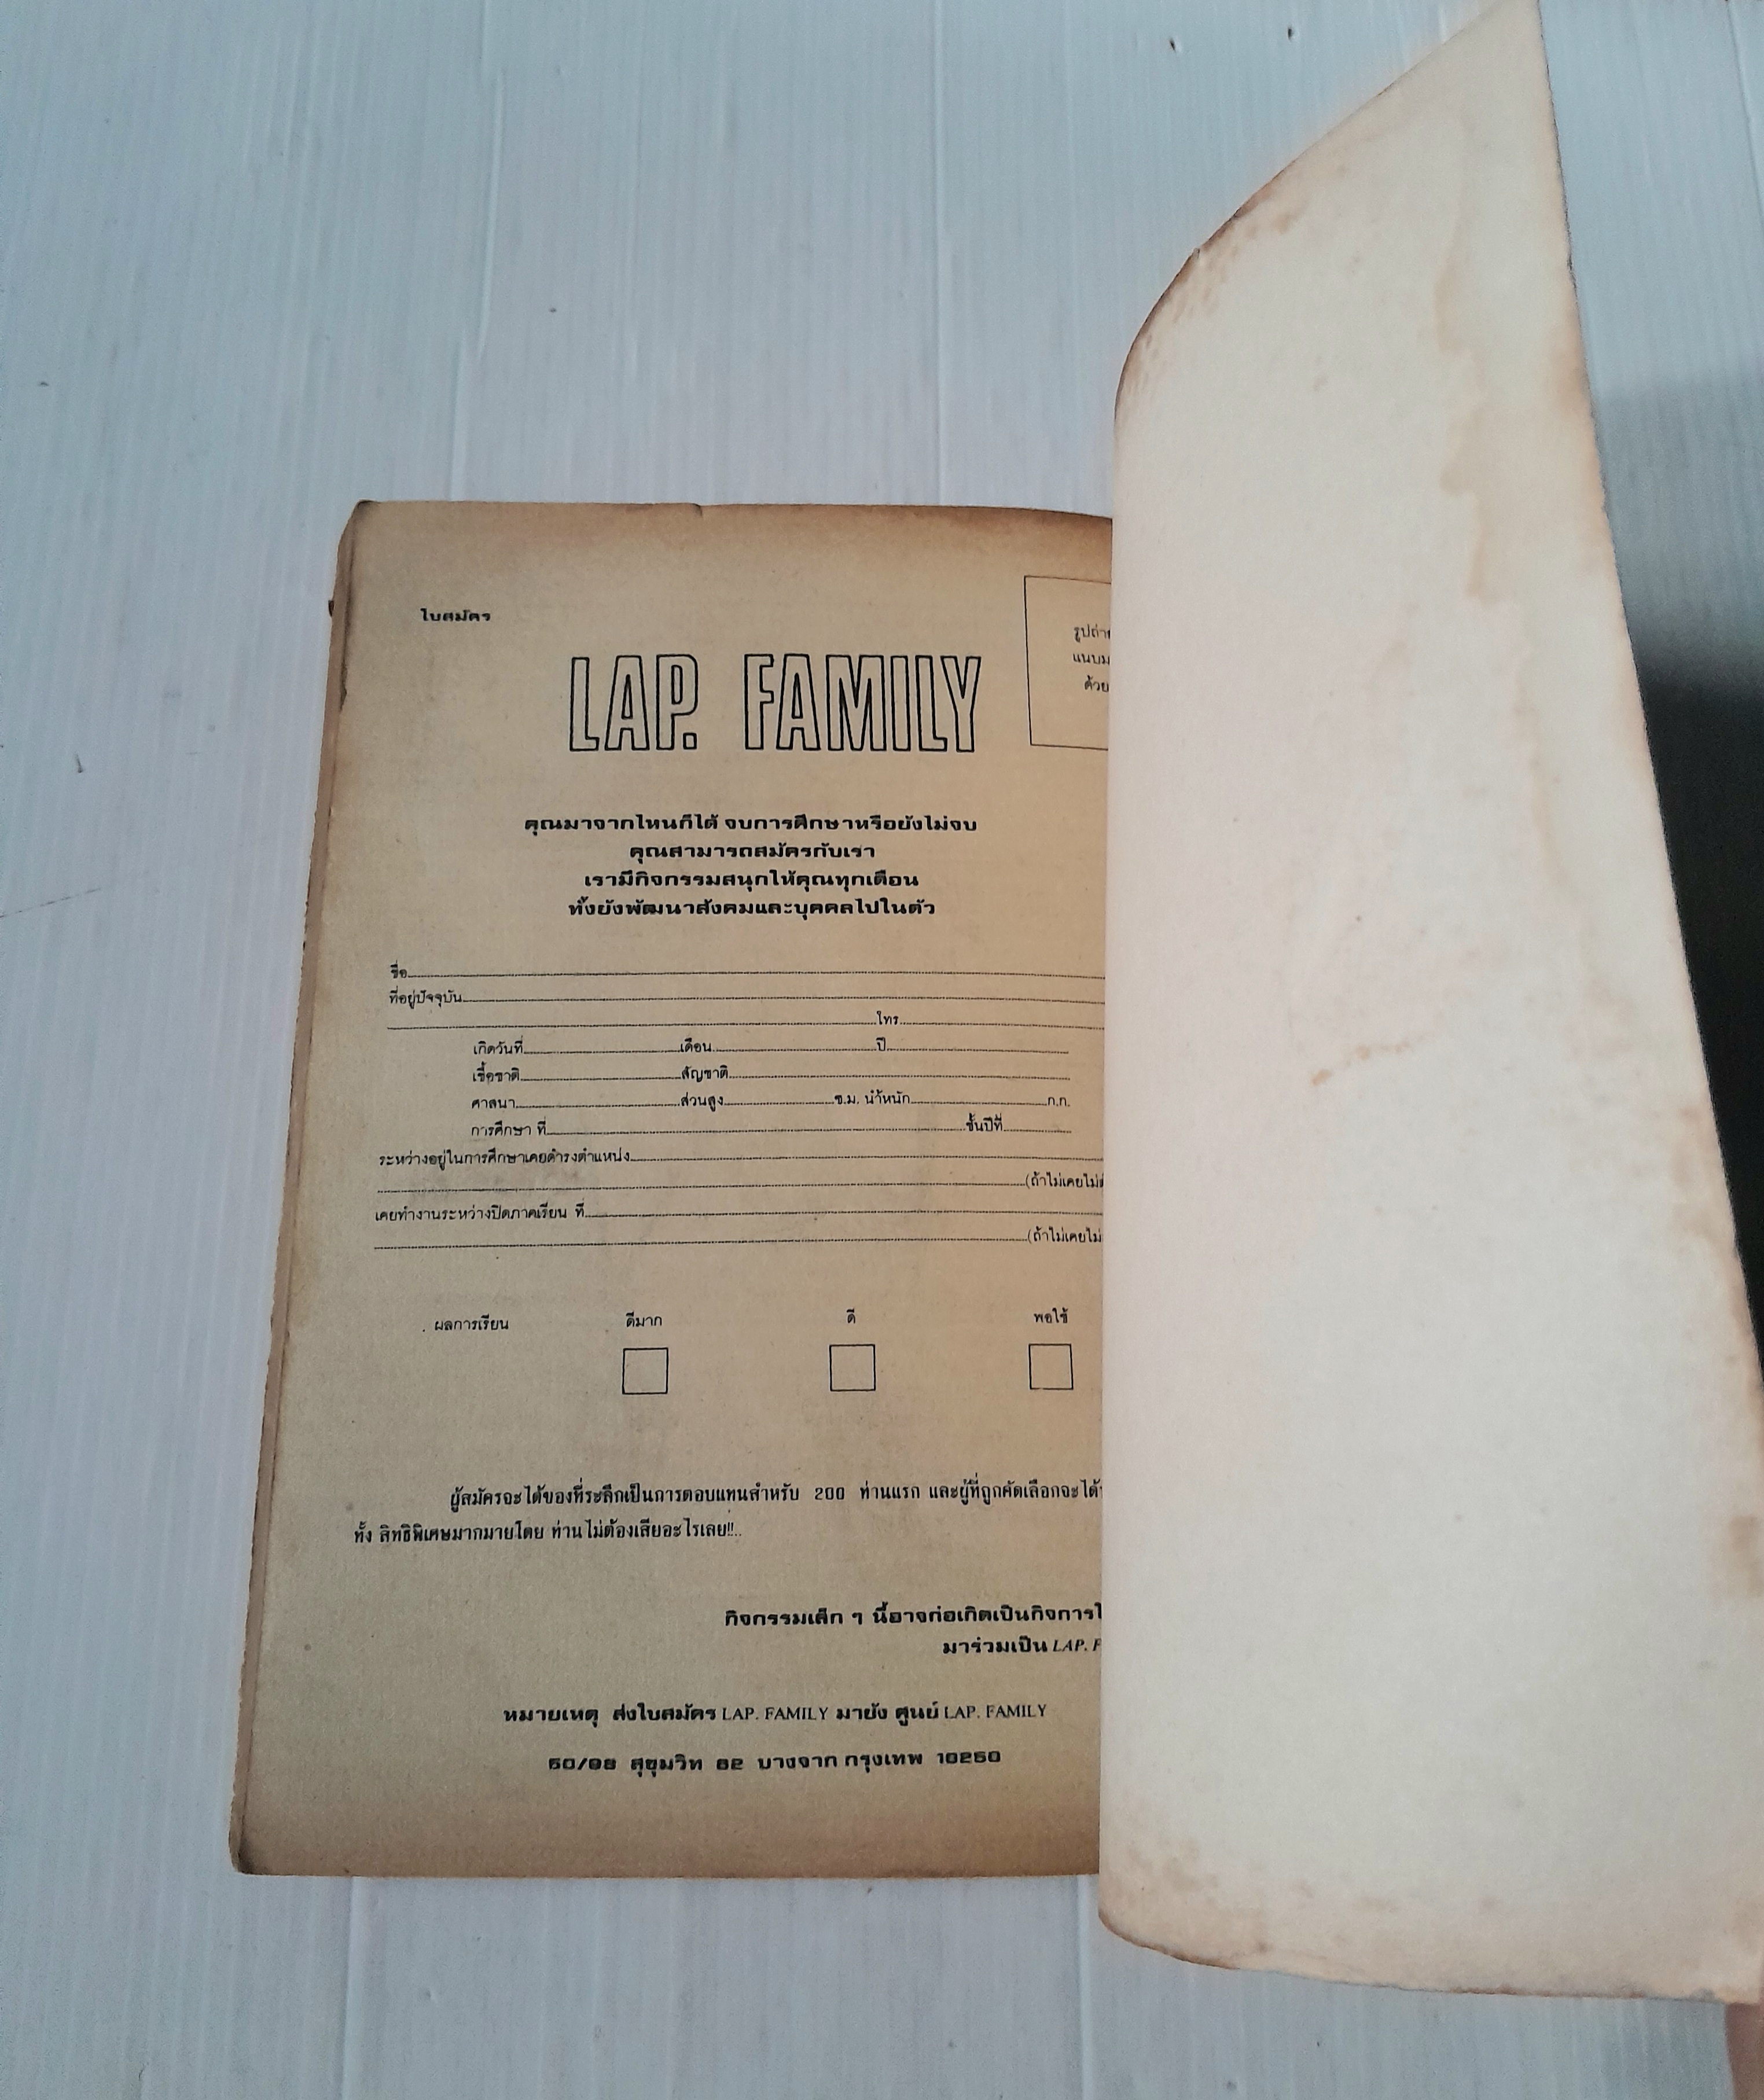 ใบสมัคร
รูปถ่าย
แนบม
ด้วย
LAP. FAMILY
คุณมาจากไหนก็ได้ จบการศึกษาหรือยังไม่จบ
คุณสามารถสมัครกับเรา
เรามีกิจกรรมสนุกให้คุณทุกเดือน
ทั้งยังพัฒนาสังคมและบุคคลไปในตัว
ชื่อ
ที่อยู่ปัจจุบัน
โทร
เกิดวันที่ เดือน ปี
เชื้อชาติ สัญชาติ
ศาสนา ส่วนสูง ซ.ม. น้ำหนัก ก.ก.
การศึกษา ที่ ชั้นปีที่
ระหว่างอยู่ในการศึกษาเคยดำรงตำแหน่ง
(ถ้าไม่เคยไม่
เคยทำงานระหว่างปิดภาคเรียน ที่
(ถ้าไม่เคยไม่
ผลการเรียน ดีมาก ดี พอใช้
ผู้สมัครจะได้ของที่ระลึกเป็นการตอบแทนสำหรับ 200 ท่านแรก และผู้ที่ถูกคัดเลือกจะได้
ทั้ง สิทธิพิเศษมากมายโดย ท่านไม่ต้องเสียอะไรเลย!!..
กิจกรรมเล็ก ๆ นี้อาจก่อเกิดเป็นกิจการใ
มาร่วมเป็น LAP. F
หมายเหตุ ส่งใบสมัคร LAP. FAMILY มายัง ศูนย์ LAP. FAMILY
สุขุมวิท บางจาก กรุงเทพ 10250